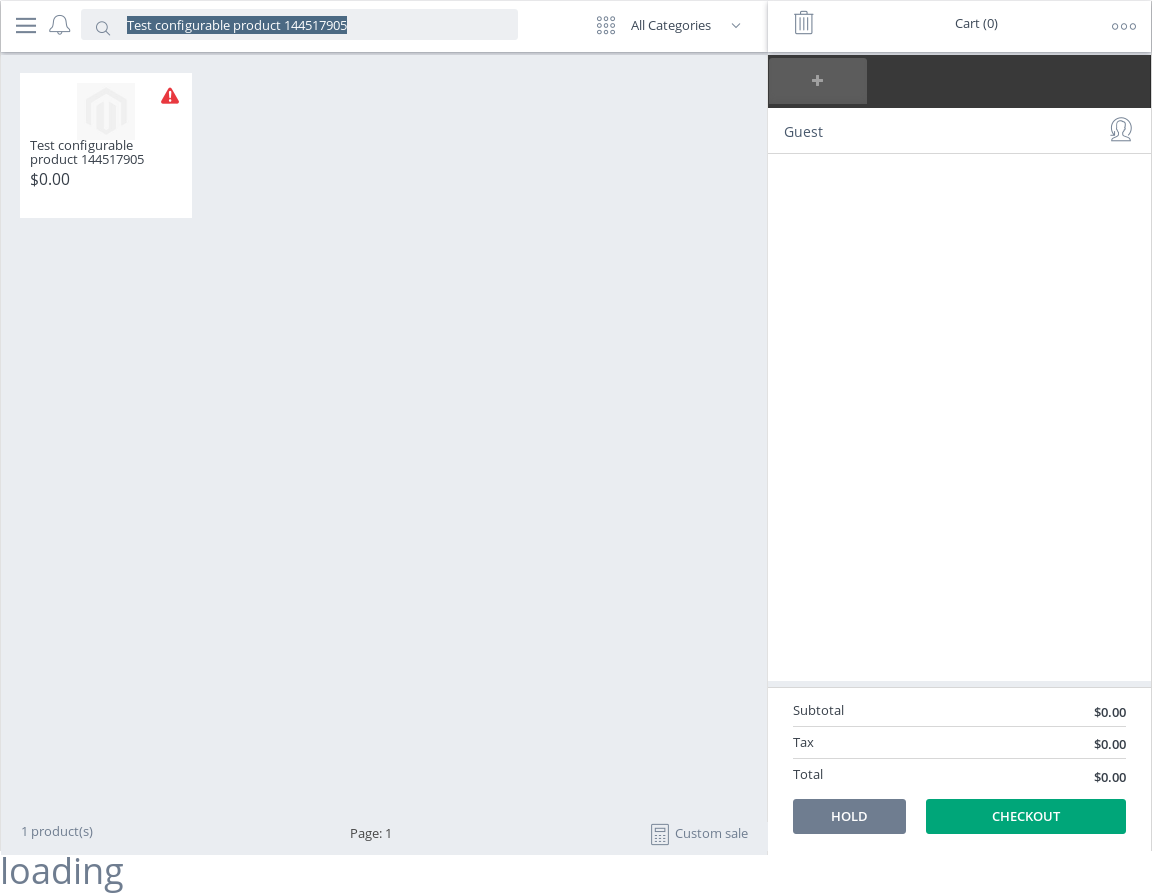 Test configurable product 144517905
All Categories
Cart (0)
Test configurable
product 144517905
$0.00
Guest
Subtotal $0.00
Tax $0.00
Total $0.00
HOLD CHECKOUT
1 product(s)
Page: 1
Custom sale
loading